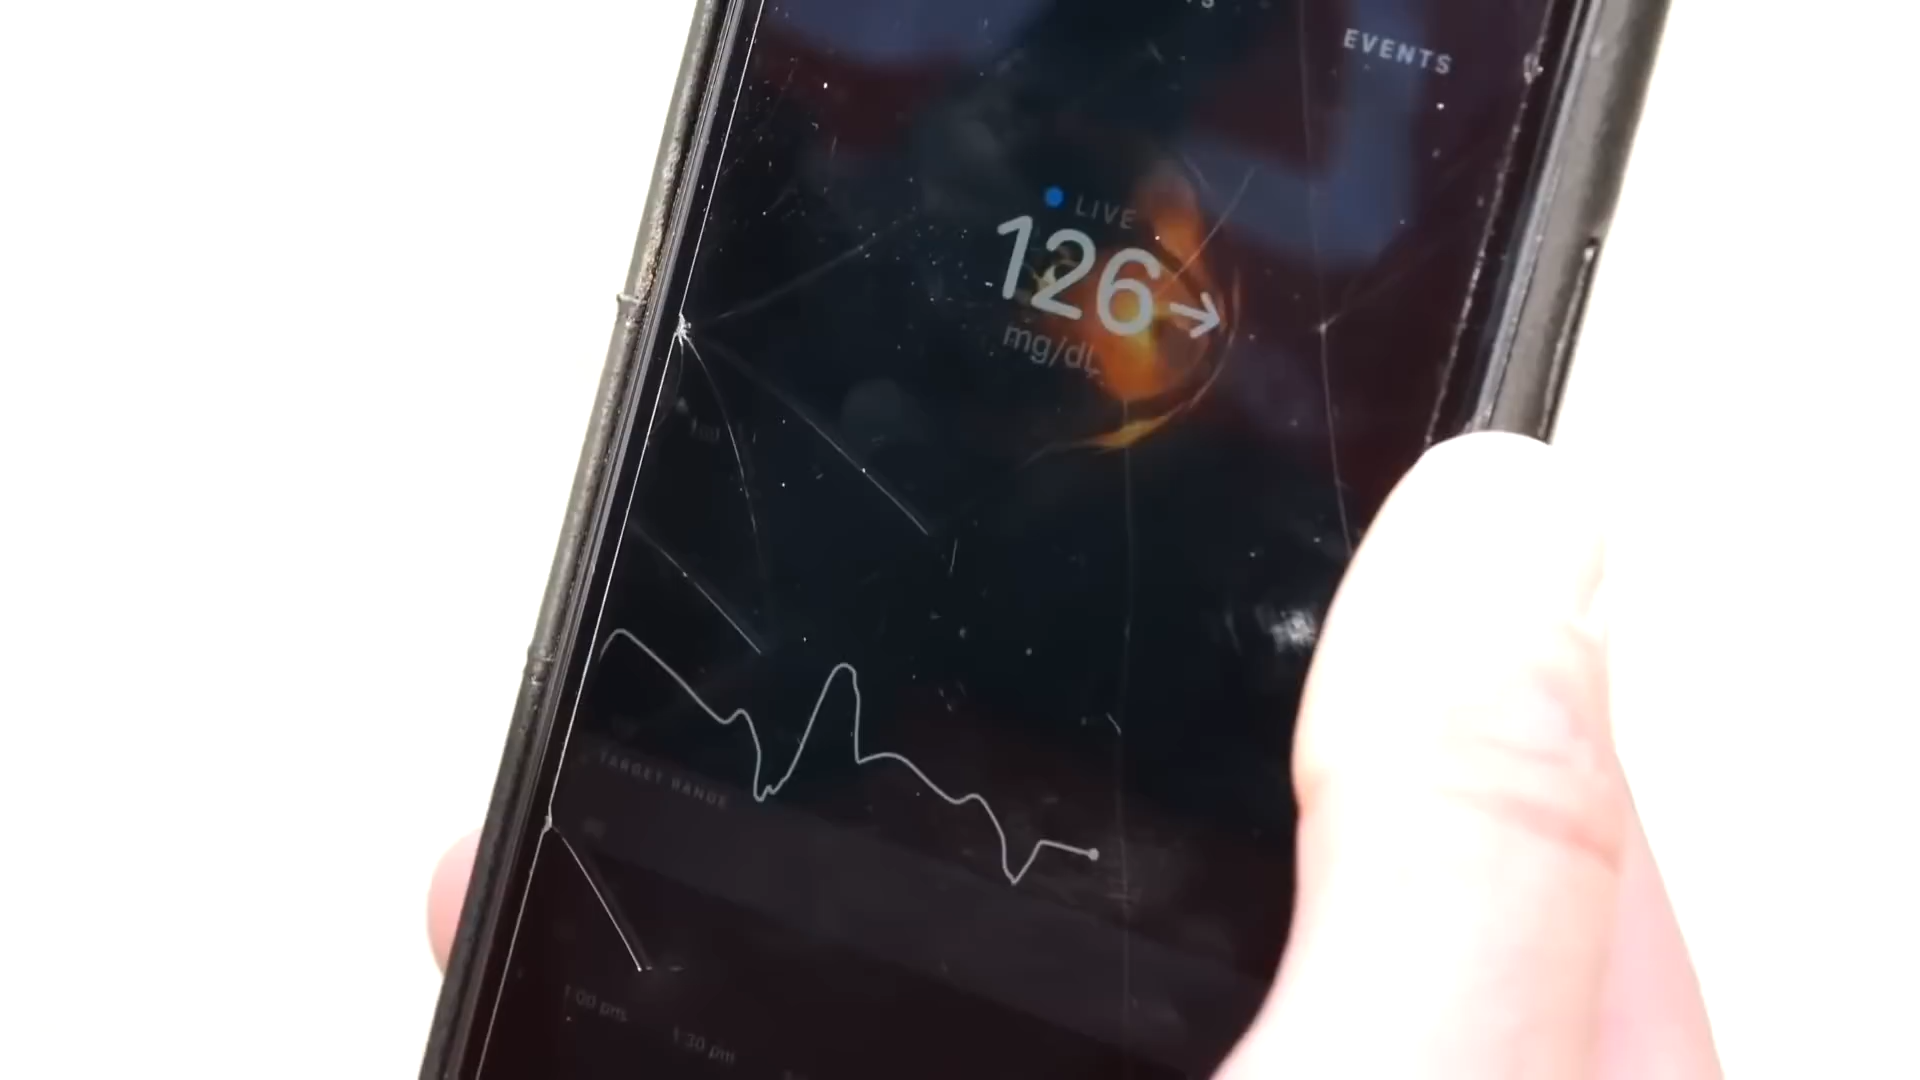 EVENTS
LIVE
126→
mg/dL
TARGET RANGE
1:00 pm
1:30 pm